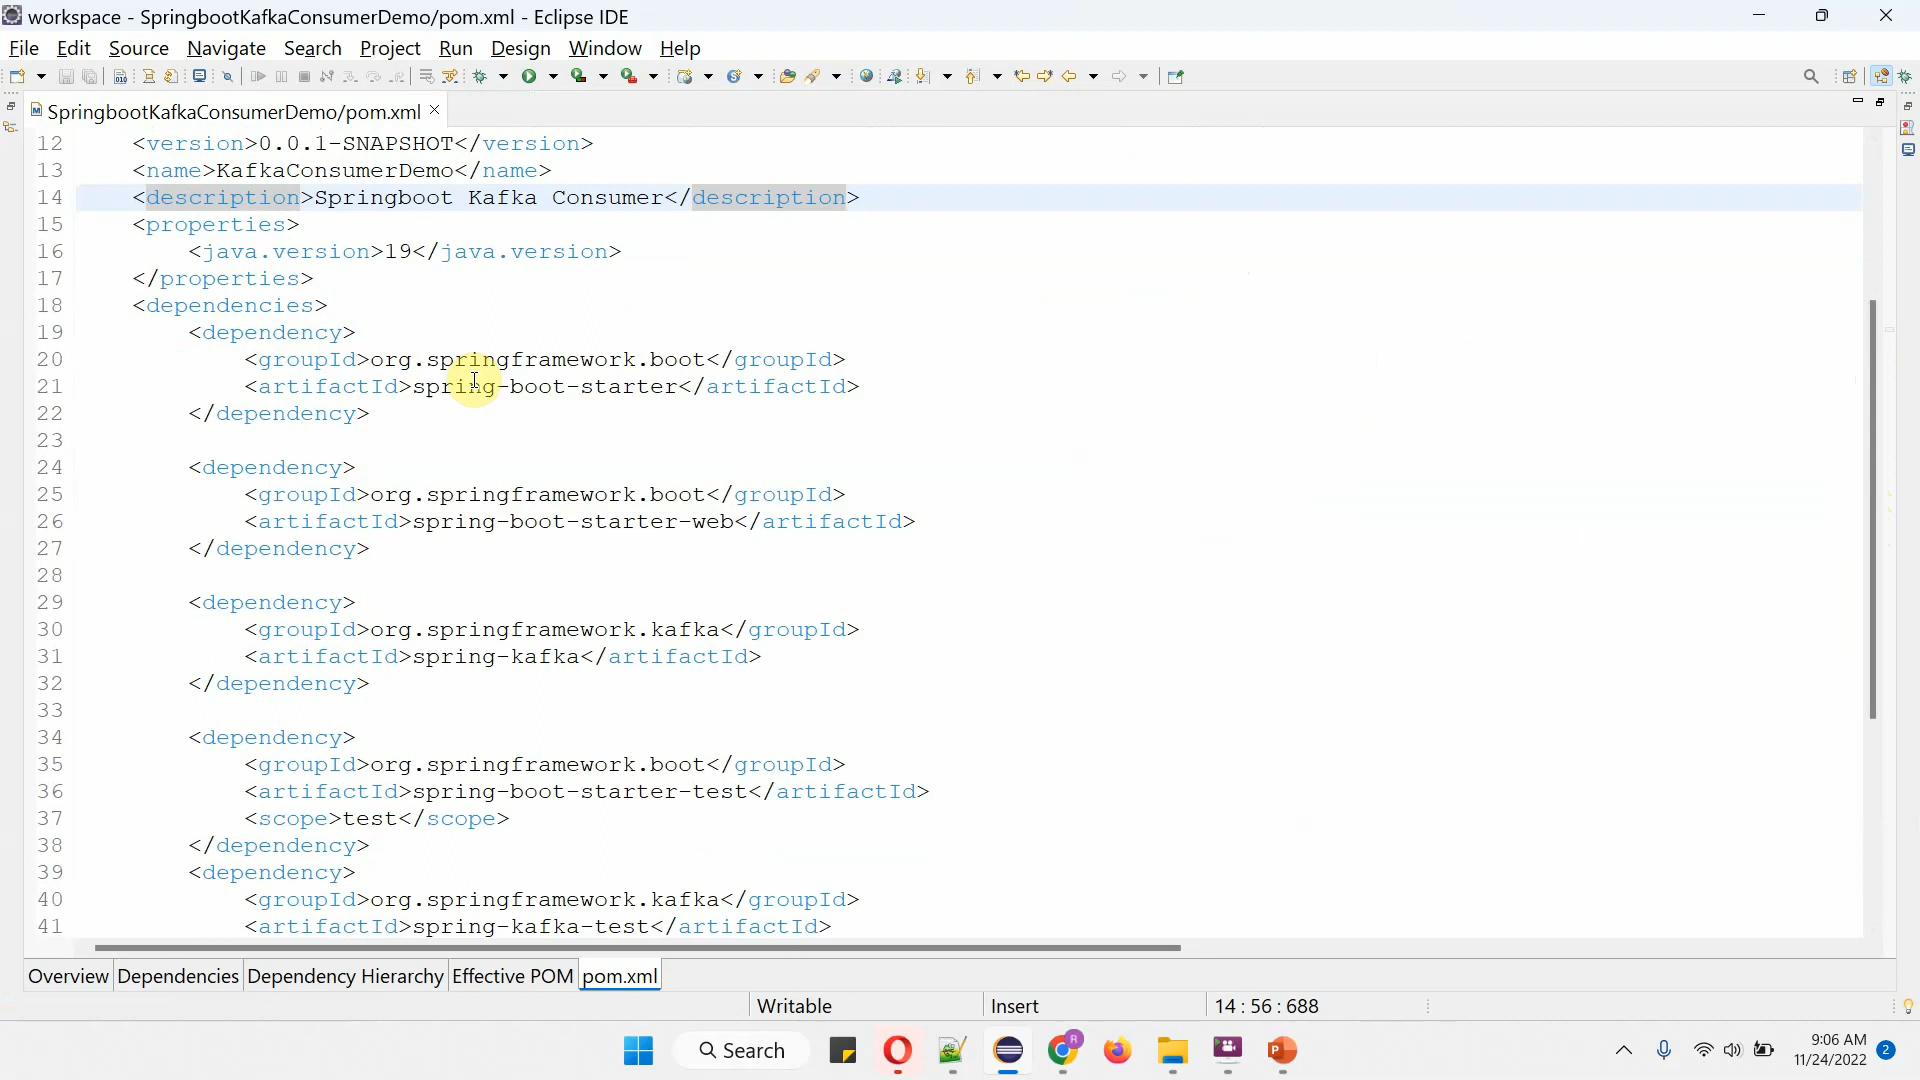 workspace - SpringbootKafkaConsumerDemo/pom.xml - Eclipse IDE
File Edit Source Navigate Search Project Run Design Window Help
SpringbootKafkaConsumerDemo/pom.xml
12 <version>0.0.1-SNAPSHOT</version>
13 <name>KafkaConsumerDemo</name>
14 <description>Springboot Kafka Consumer</description>
15 <properties>
16 <java.version>19</java.version>
17 </properties>
18 <dependencies>
19 <dependency>
20 <groupId>org.springframework.boot</groupId>
21 <artifactId>spring-boot-starter</artifactId>
22 </dependency>
23
24 <dependency>
25 <groupId>org.springframework.boot</groupId>
26 <artifactId>spring-boot-starter-web</artifactId>
27 </dependency>
28
29 <dependency>
30 <groupId>org.springframework.kafka</groupId>
31 <artifactId>spring-kafka</artifactId>
32 </dependency>
33
34 <dependency>
35 <groupId>org.springframework.boot</groupId>
36 <artifactId>spring-boot-starter-test</artifactId>
37 <scope>test</scope>
38 </dependency>
39 <dependency>
40 <groupId>org.springframework.kafka</groupId>
41 <artifactId>spring-kafka-test</artifactId>
Overview Dependencies Dependency Hierarchy Effective POM pom.xml
Writable Insert 14 : 56 : 688
Search
9:06 AM
11/24/2022
2